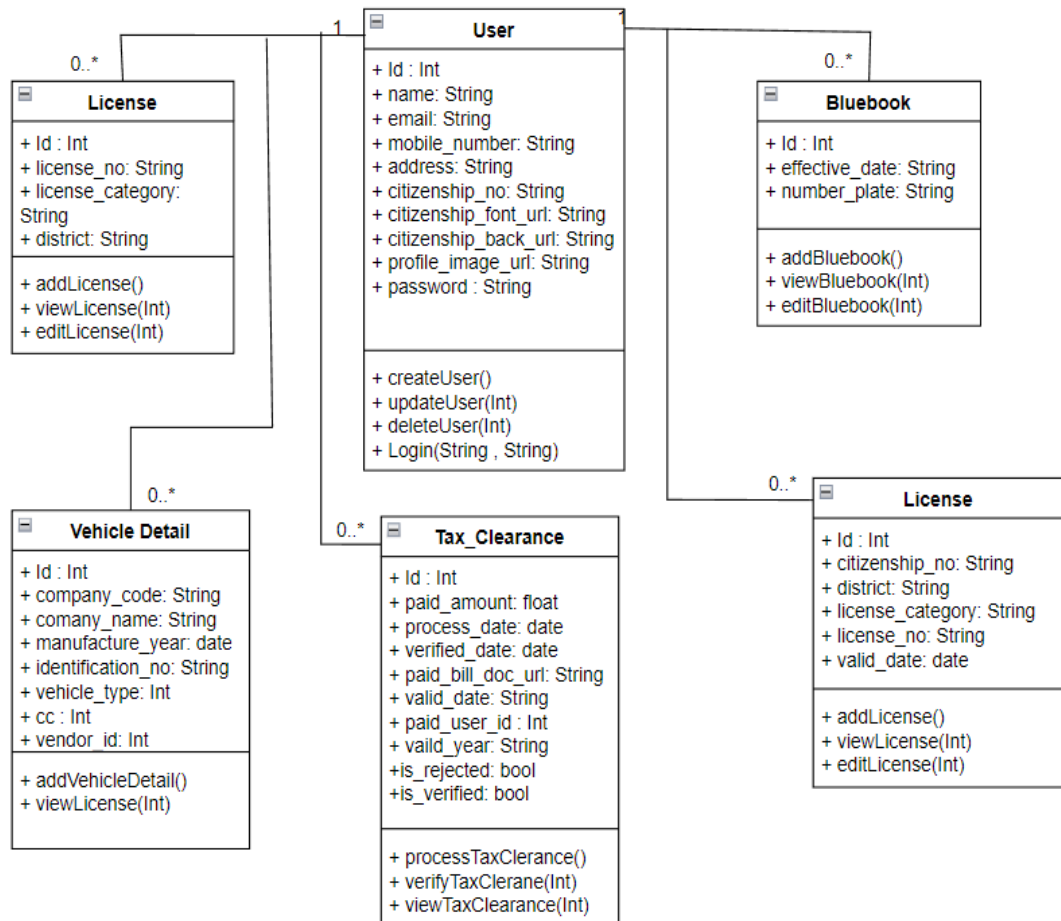 1
User
1
+ Id : Int
+ name: String
+ email: String
+ mobile_number: String
+ address: String
+ citizenship_no: String
+ citizenship_font_url: String
+ citizenship_back_url: String
+ profile_image_url: String
+ password : String
+ createUser()
+ updateUser(Int)
+ deleteUser(Int)
+ Login(String , String)
0..*
License
+ Id : Int
+ license_no: String
+ license_category:
String
+ district: String
+ addLicense()
+ viewLicense(Int)
+ editLicense(Int)
0..*
Bluebook
+ Id : Int
+ effective_date: String
+ number_plate: String
+ addBluebook()
+ viewBluebook(Int)
+ editBluebook(Int)
0..*
Vehicle Detail
+ Id : Int
+ company_code: String
+ comany_name: String
+ manufacture_year: date
+ identification_no: String
+ vehicle_type: Int
+ cc : Int
+ vendor_id: Int
+ addVehicleDetail()
+ viewLicense(Int)
0..*
Tax_Clearance
+ Id : Int
+ paid_amount: float
+ process_date: date
+ verified_date: date
+ paid_bill_doc_url: String
+ valid_date: String
+ paid_user_id : Int
+ vaild_year: String
+is_rejected: bool
+is_verified: bool
+ processTaxClerance()
+ verifyTaxClerane(Int)
+ viewTaxClearance(Int)
0..*
License
+ Id : Int
+ citizenship_no: String
+ district: String
+ license_category: String
+ license_no: String
+ valid_date: date
+ addLicense()
+ viewLicense(Int)
+ editLicense(Int)